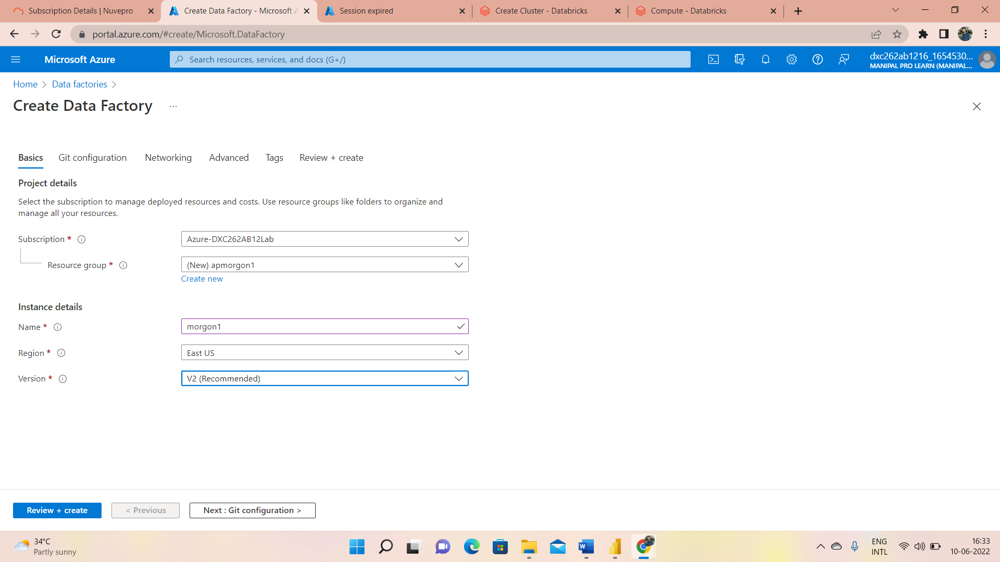 Subscription Details | Nuvepro
Create Data Factory - Microsoft A
Session expired
Create Cluster - Databricks
Compute - Databricks
portal.azure.com/#create/Microsoft.DataFactory
Microsoft Azure
Search resources, services, and docs (G+/)
dxc262ab1216_1654530...
MANIPAL PRO LEARN (MANIPAL...
Home > Data factories >
Create Data Factory ...
Basics Git configuration Networking Advanced Tags Review + create
Project details
Select the subscription to manage deployed resources and costs. Use resource groups like folders to organize and
manage all your resources.
Subscription * Azure-DXC262AB12Lab
Resource group * (New) apmorgon1
Create new
Instance details
Name * morgon1
Region * East US
Version * V2 (Recommended)
Review + create < Previous Next : Git configuration >
34°C
Partly sunny
ENG
INTL
16:33
10-06-2022